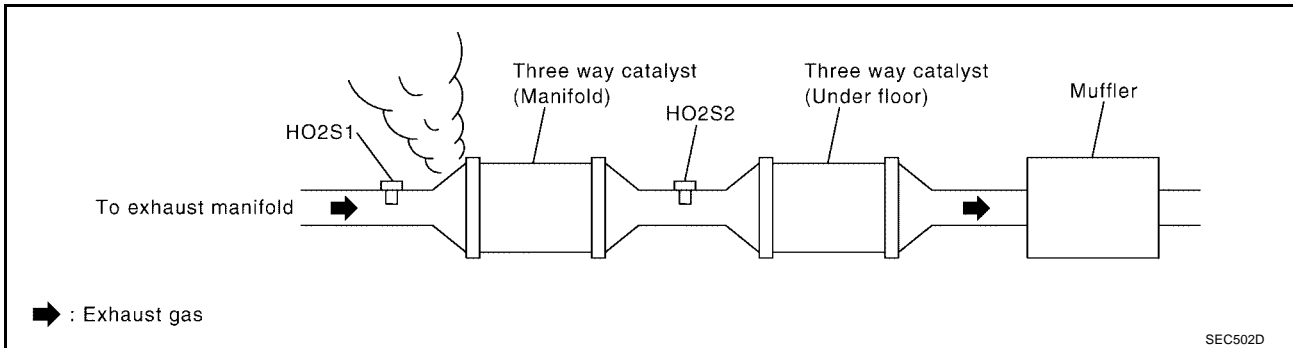 Three way catalyst
(Manifold)
Three way catalyst
(Under floor)
Muffler
HO2S1
HO2S2
To exhaust manifold
: Exhaust gas
SEC502D